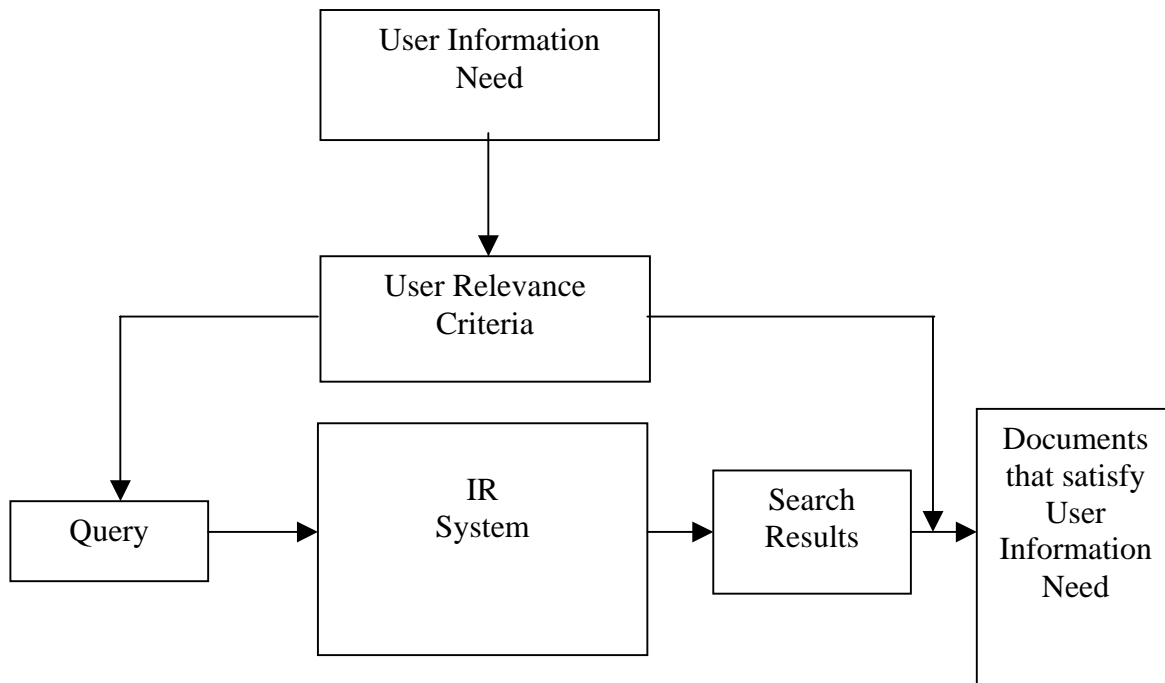 User Information
Need
User Relevance
Criteria
Query
IR
System
Search
Results
Documents
that satisfy
User
Information
Need